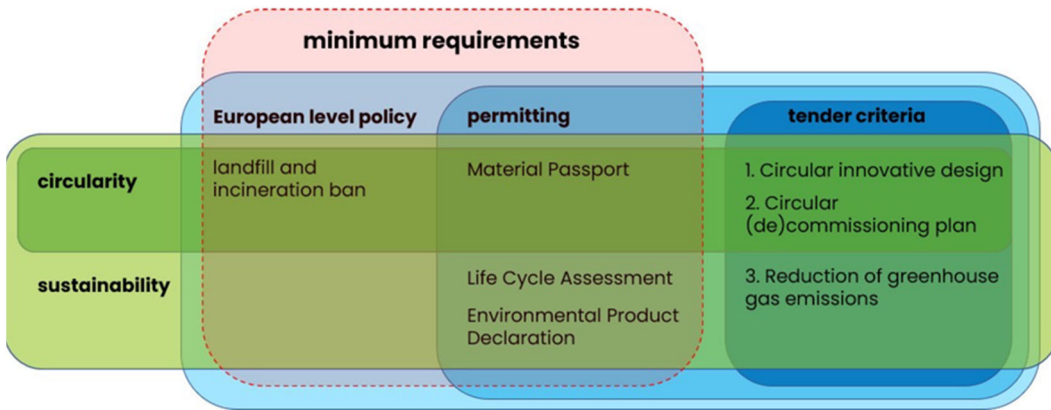 minimum requirements
European level policy
permitting
tender criteria
circularity
landfill and
incineration ban
Material Passport
1. Circular innovative design
2. Circular
(de)commissioning plan
sustainability
Life Cycle Assessment
Environmental Product
Declaration
3. Reduction of greenhouse
gas emissions